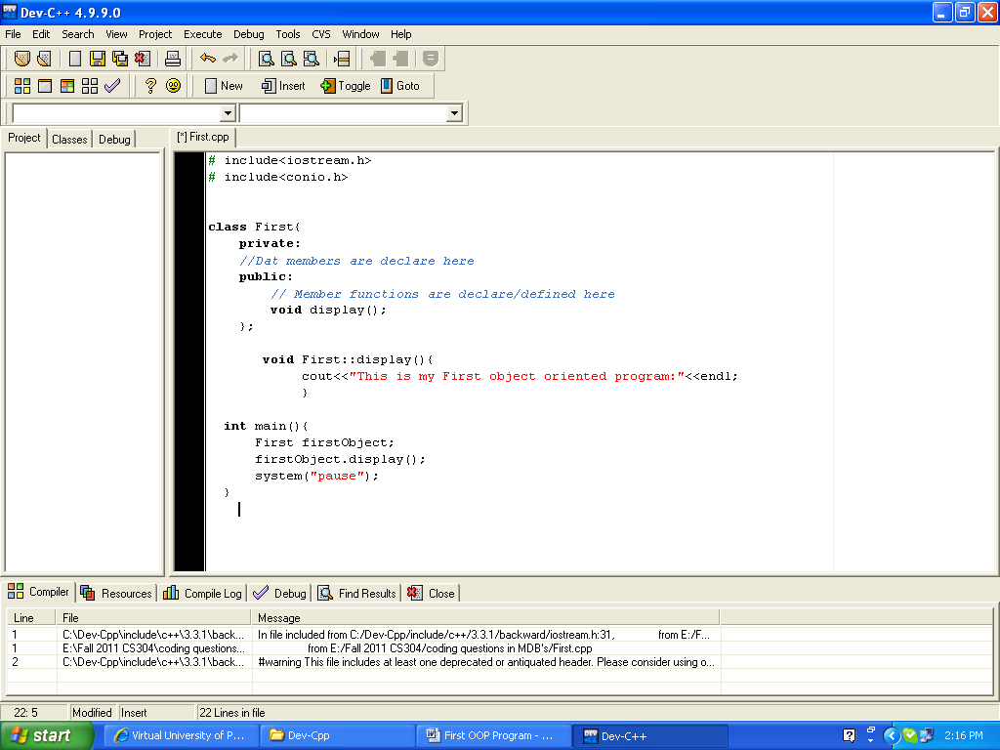 Dev-C++ 4.9.9.0
File Edit Search View Project Execute Debug Tools CVS Window Help
New Insert Toggle Goto
Project Classes Debug [*] First.cpp
# include<iostream.h>
# include<conio.h>
class First{
private:
//Dat members are declare here
public:
// Member functions are declare/defined here
void display();
};
void First::display(){
cout<<"This is my First object oriented program:"<<endl;
}
int main(){
First firstObject;
firstObject.display();
system("pause");
}
Compiler Resources Compile Log Debug Find Results Close
Line File Message
1 C:\Dev-Cpp\include\c++\3.3.1\back... In file included from C:/Dev-Cpp/include/c++/3.3.1/backward/iostream.h:31, from E:/F...
1 E:\Fall 2011 CS304\coding questions... from E:/Fall 2011 CS304/coding questions in MDB's/First.cpp
2 C:\Dev-Cpp\include\c++\3.3.1\back... #warning This file includes at least one deprecated or antiquated header. Please consider using o...
22: 5 Modified Insert 22 Lines in file
start Virtual University of P... Dev-Cpp First OOP Program - ... Dev-C++ 2:16 PM